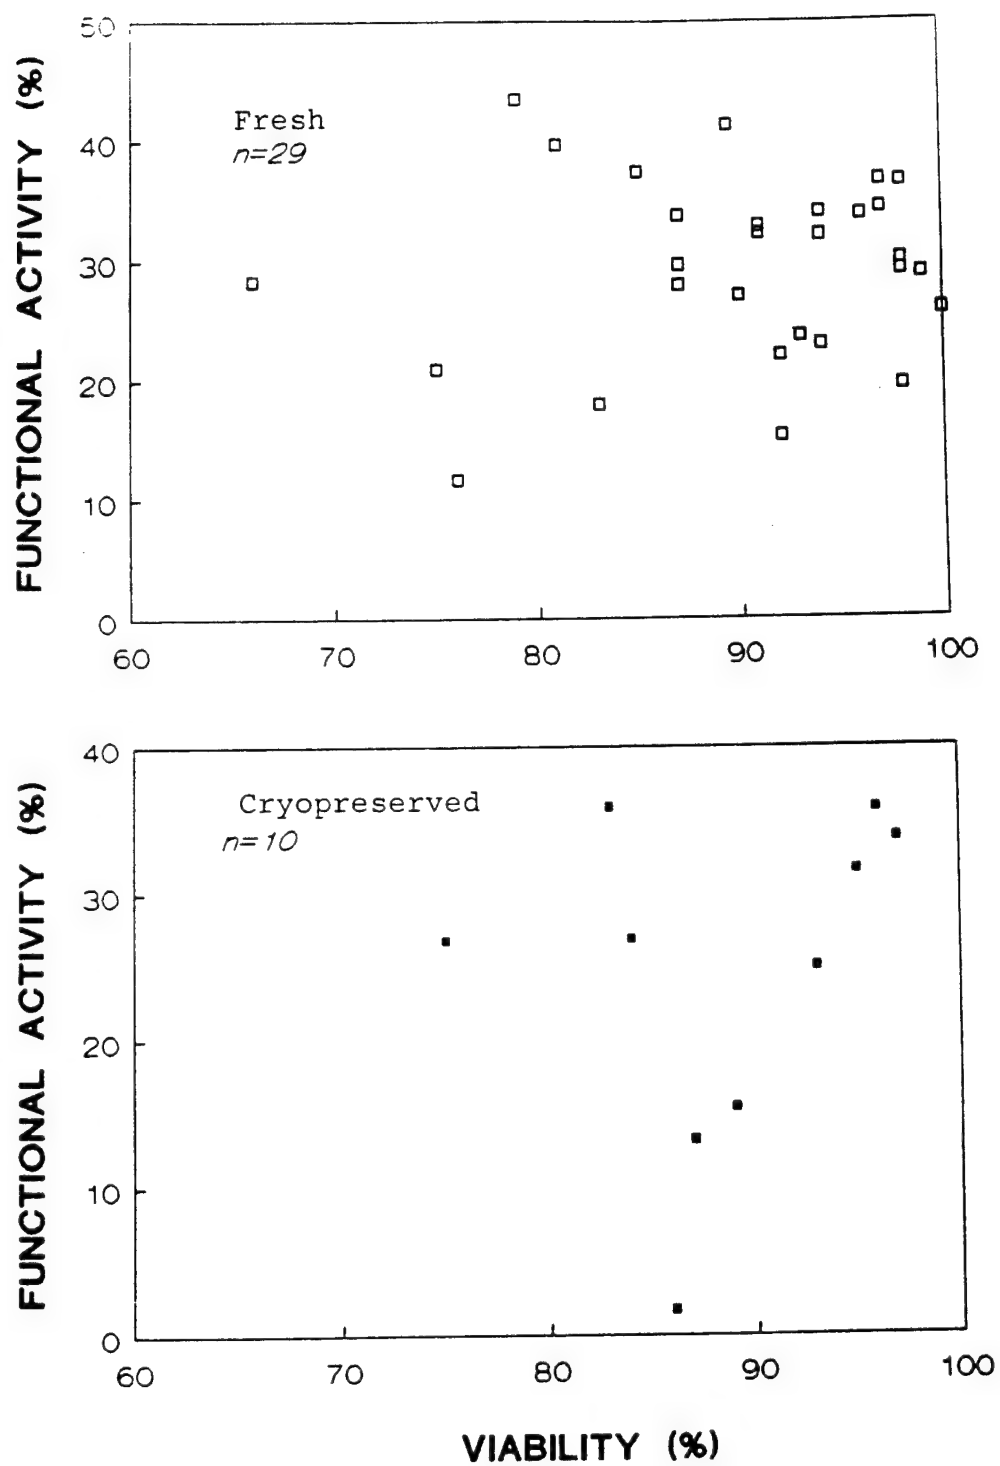 FUNCTIONAL ACTIVITY (%)
50
40
30
20
10
0
Fresh
n=29
60 70 80 90 100
FUNCTIONAL ACTIVITY (%)
40
30
20
10
0
Cryopreserved
n=10
60 70 80 90 100
VIABILITY (%)